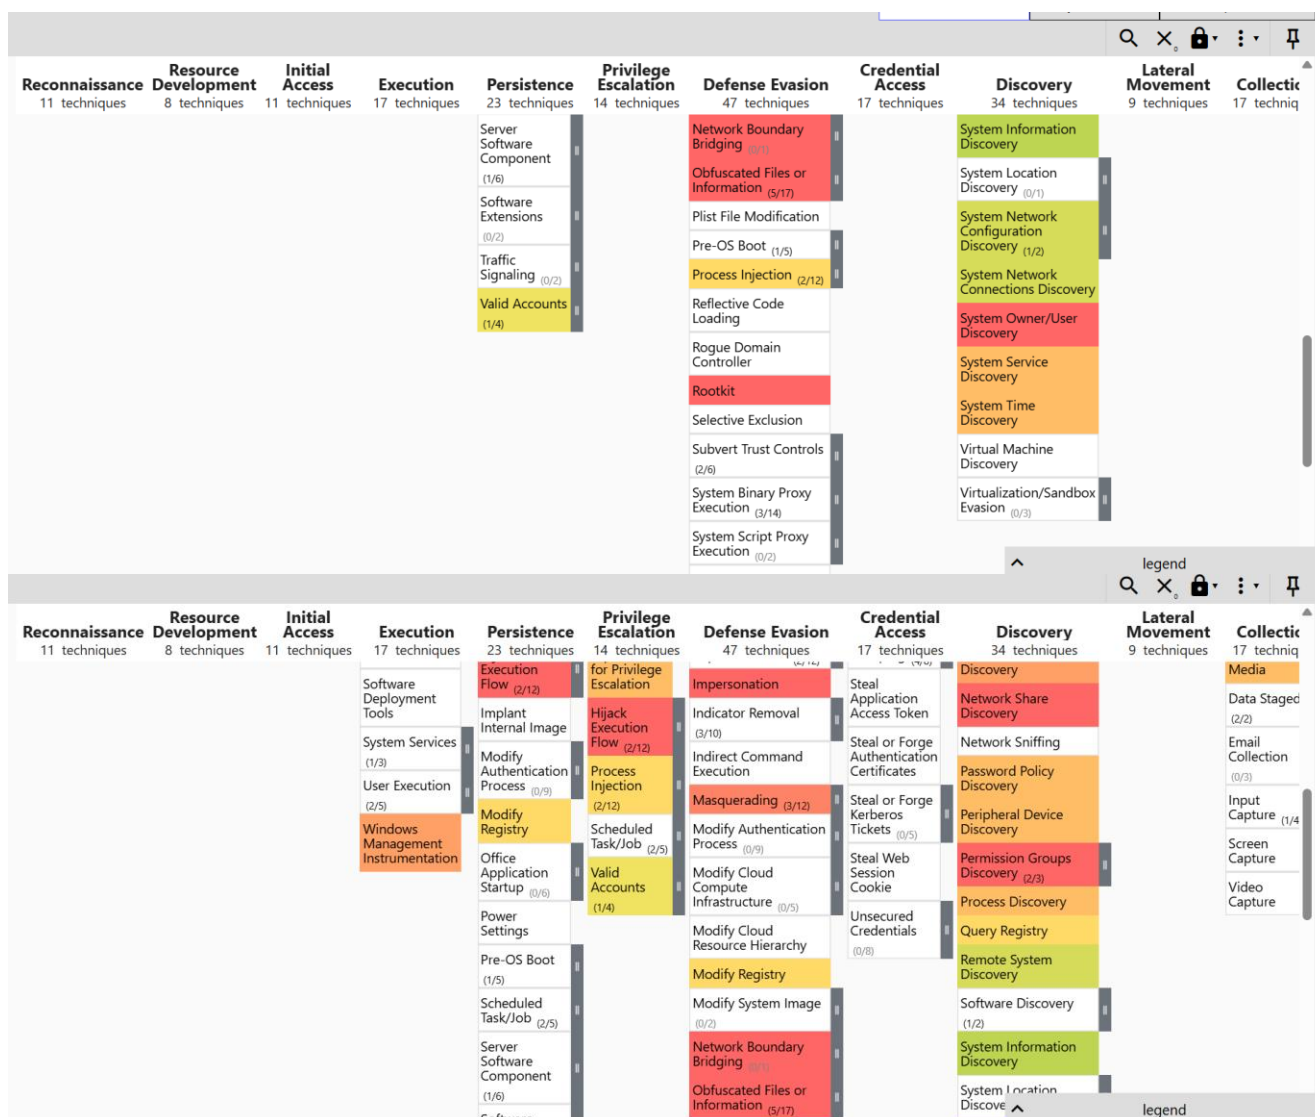 Reconnaissance
11 techniques
Resource
Development
8 techniques
Initial
Access
11 techniques
Execution
17 techniques
Persistence
23 techniques
Privilege
Escalation
14 techniques
Defense Evasion
47 techniques
Credential
Access
17 techniques
Discovery
34 techniques
Lateral
Movement
9 techniques
Collectic
17 techniq
Server
Software
Component
(1/6)
Software
Extensions
(0/2)
Traffic
Signaling (0/2)
Valid Accounts
(1/4)
Network Boundary
Bridging (0/1)
Obfuscated Files or
Information (5/17)
Plist File Modification
Pre-OS Boot (1/5)
Process Injection (2/12)
Reflective Code
Loading
Rogue Domain
Controller
Rootkit
Selective Exclusion
Subvert Trust Controls
(2/6)
System Binary Proxy
Execution (3/14)
System Script Proxy
Execution (0/2)
System Information
Discovery
System Location
Discovery (0/1)
System Network
Configuration
Discovery (1/2)
System Network
Connections Discovery
System Owner/User
Discovery
System Service
Discovery
System Time
Discovery
Virtual Machine
Discovery
Virtualization/Sandbox
Evasion (0/3)
legend
Reconnaissance
11 techniques
Resource
Development
8 techniques
Initial
Access
11 techniques
Execution
17 techniques
Persistence
23 techniques
Privilege
Escalation
14 techniques
Defense Evasion
47 techniques
Credential
Access
17 techniques
Discovery
34 techniques
Lateral
Movement
9 techniques
Collectic
17 techniq
Software
Deployment
Tools
System Services
(1/3)
User Execution
(2/5)
Windows
Management
Instrumentation
Execution
Flow (2/12)
Implant
Internal Image
Modify
Authentication
Process (0/9)
Modify
Registry
Office
Application
Startup (0/6)
Power
Settings
Pre-OS Boot
(1/5)
Scheduled
Task/Job (2/5)
Server
Software
Component
(1/6)
for Privilege
Escalation
Hijack
Execution
Flow (2/12)
Process
Injection
(2/12)
Scheduled
Task/Job (2/5)
Valid
Accounts
(1/4)
Impersonation
Indicator Removal
(3/10)
Indirect Command
Execution
Masquerading (3/12)
Modify Authentication
Process (0/9)
Modify Cloud
Compute
Infrastructure (0/5)
Modify Cloud
Resource Hierarchy
Modify Registry
Modify System Image
(0/2)
Network Boundary
Bridging (0/1)
Obfuscated Files or
Information (5/17)
Steal
Application
Access Token
Steal or Forge
Authentication
Certificates
Steal or Forge
Kerberos
Tickets (0/5)
Steal Web
Session
Cookie
Unsecured
Credentials
(0/8)
Discovery
Network Share
Discovery
Network Sniffing
Password Policy
Discovery
Peripheral Device
Discovery
Permission Groups
Discovery (2/3)
Process Discovery
Query Registry
Remote System
Discovery
Software Discovery
(1/2)
System Information
Discovery
System Location
Discove
Media
Data Staged
(2/2)
Email
Collection
(0/3)
Input
Capture (1/4
Screen
Capture
Video
Capture
legend